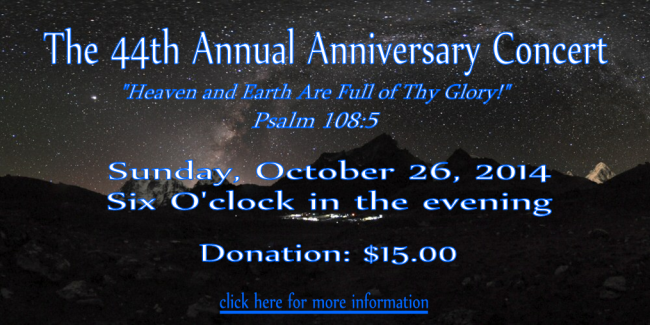 The 44th Annual Anniversary Concert
"Heaven and Earth Are Full of Thy Glory!"
Psalm 108:5
Sunday, October 26, 2014
Six O'clock in the evening
Donation: $15.00
click here for more information